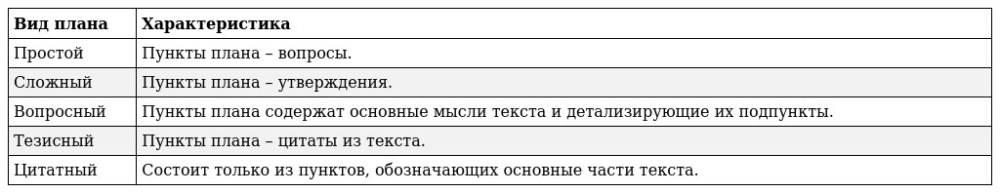 Вид плана Характеристика
Простой Пункты плана – вопросы.
Сложный Пункты плана – утверждения.
Вопросный Пункты плана содержат основные мысли текста и детализирующие их подпункты.
Тезисный Пункты плана – цитаты из текста.
Цитатный Состоит только из пунктов, обозначающих основные части текста.